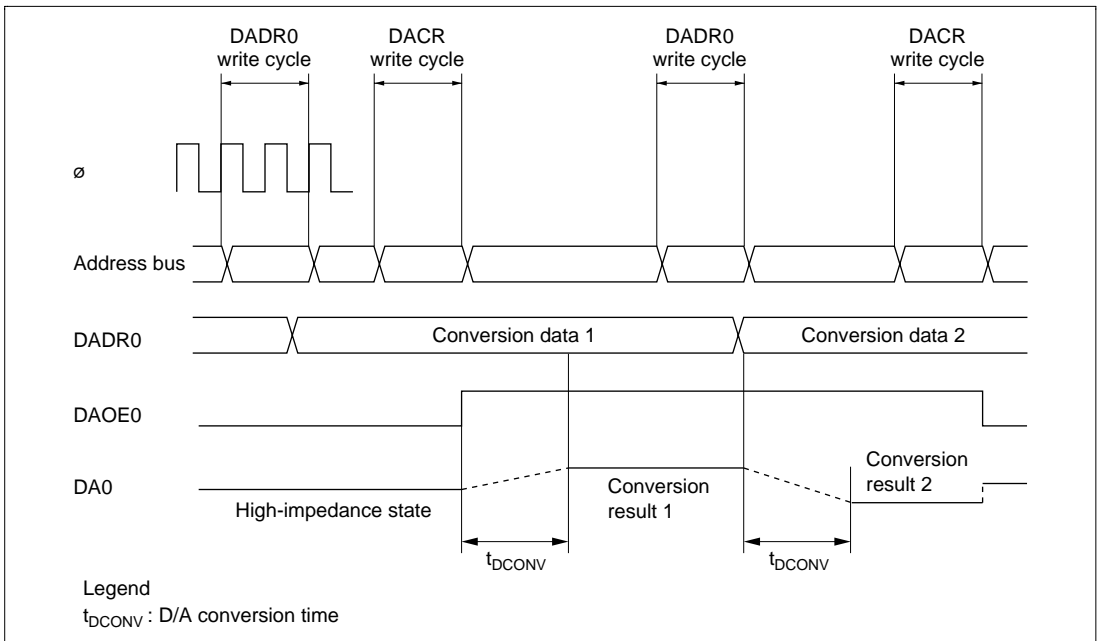 DADR0
write cycle
DACR
write cycle
DADR0
write cycle
DACR
write cycle
ø
Address bus
DADR0
Conversion data 1
Conversion data 2
DAOE0
DA0
High-impedance state
Conversion
result 1
Conversion
result 2
tDCONV
tDCONV
Legend
tDCONV : D/A conversion time